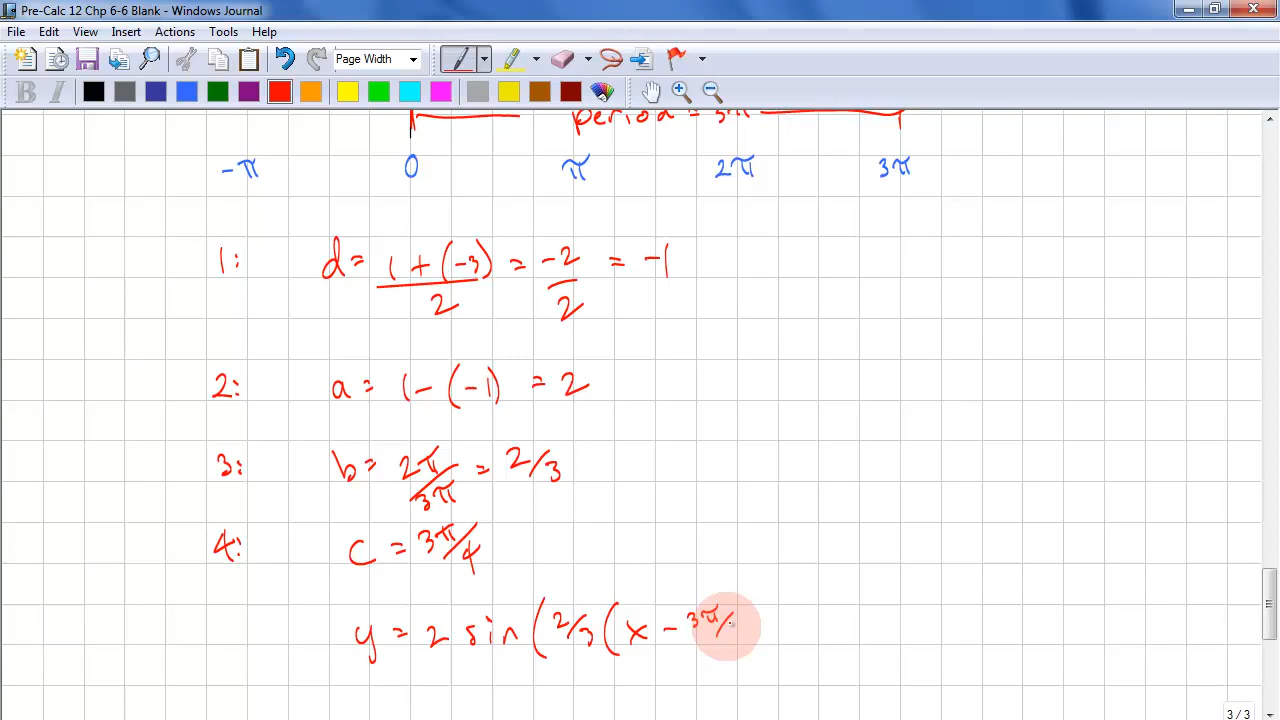 Pre-Calc 12 Chp 6-6 Blank - Windows Journal
File Edit View Insert Actions Tools Help
Page Width
B I
period = 3π
-π 0 π 2π 3π
1: d = 1 + (-3) / 2 = -2 / 2 = -1
2: a = 1 - (-1) = 2
3: b = 2π/3π = 2/3
4: c = 3π/4
y = 2 sin (2/3 (x - 3π/
3 / 3